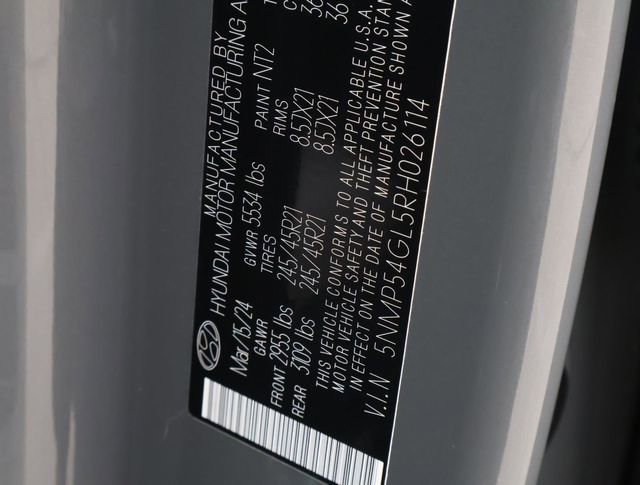 MANUFACTURED BY
HYUNDAI MOTOR MANUFACTURING A
Mar/15/24 GVWR 5534 lbs PAINT NT2
GAWR TIRES RIMS
FRONT 2955 lbs 245/45R21 8.5JX21 36
REAR 3109 lbs 245/45R21 8.5JX21 36
THIS VEHICLE CONFORMS TO ALL APPLICABLE U.S.A.
MOTOR VEHICLE SAFETY AND THEFT PREVENTION STAN
IN EFFECT ON THE DATE OF MANUFACTURE SHOWN A
V.I.N 5NMP54GL5RH026114